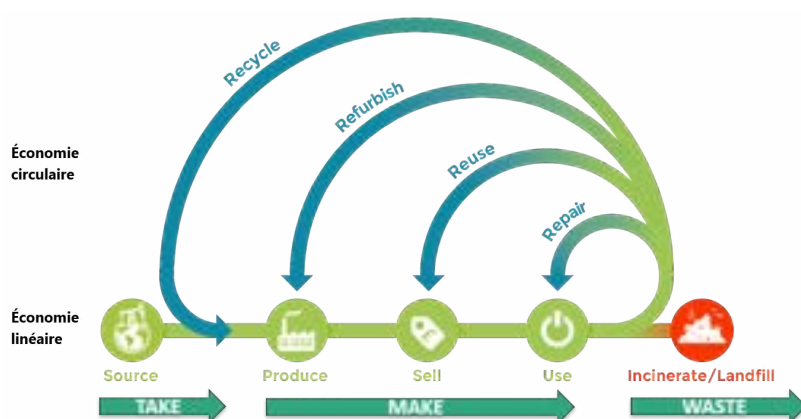 Recycle
Refurbish
Reuse
Repair
Économie
circulaire
Économie
linéaire
Source
Produce
Sell
Use
Incinerate/Landfill
TAKE
MAKE
WASTE